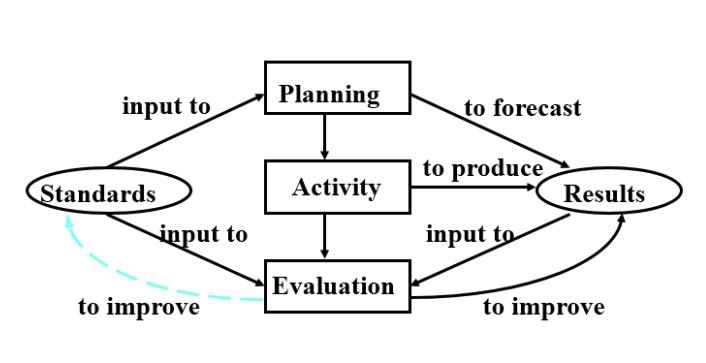 Planning
input to
to forecast
to produce
Standards
Activity
Results
input to
input to
Evaluation
to improve
to improve